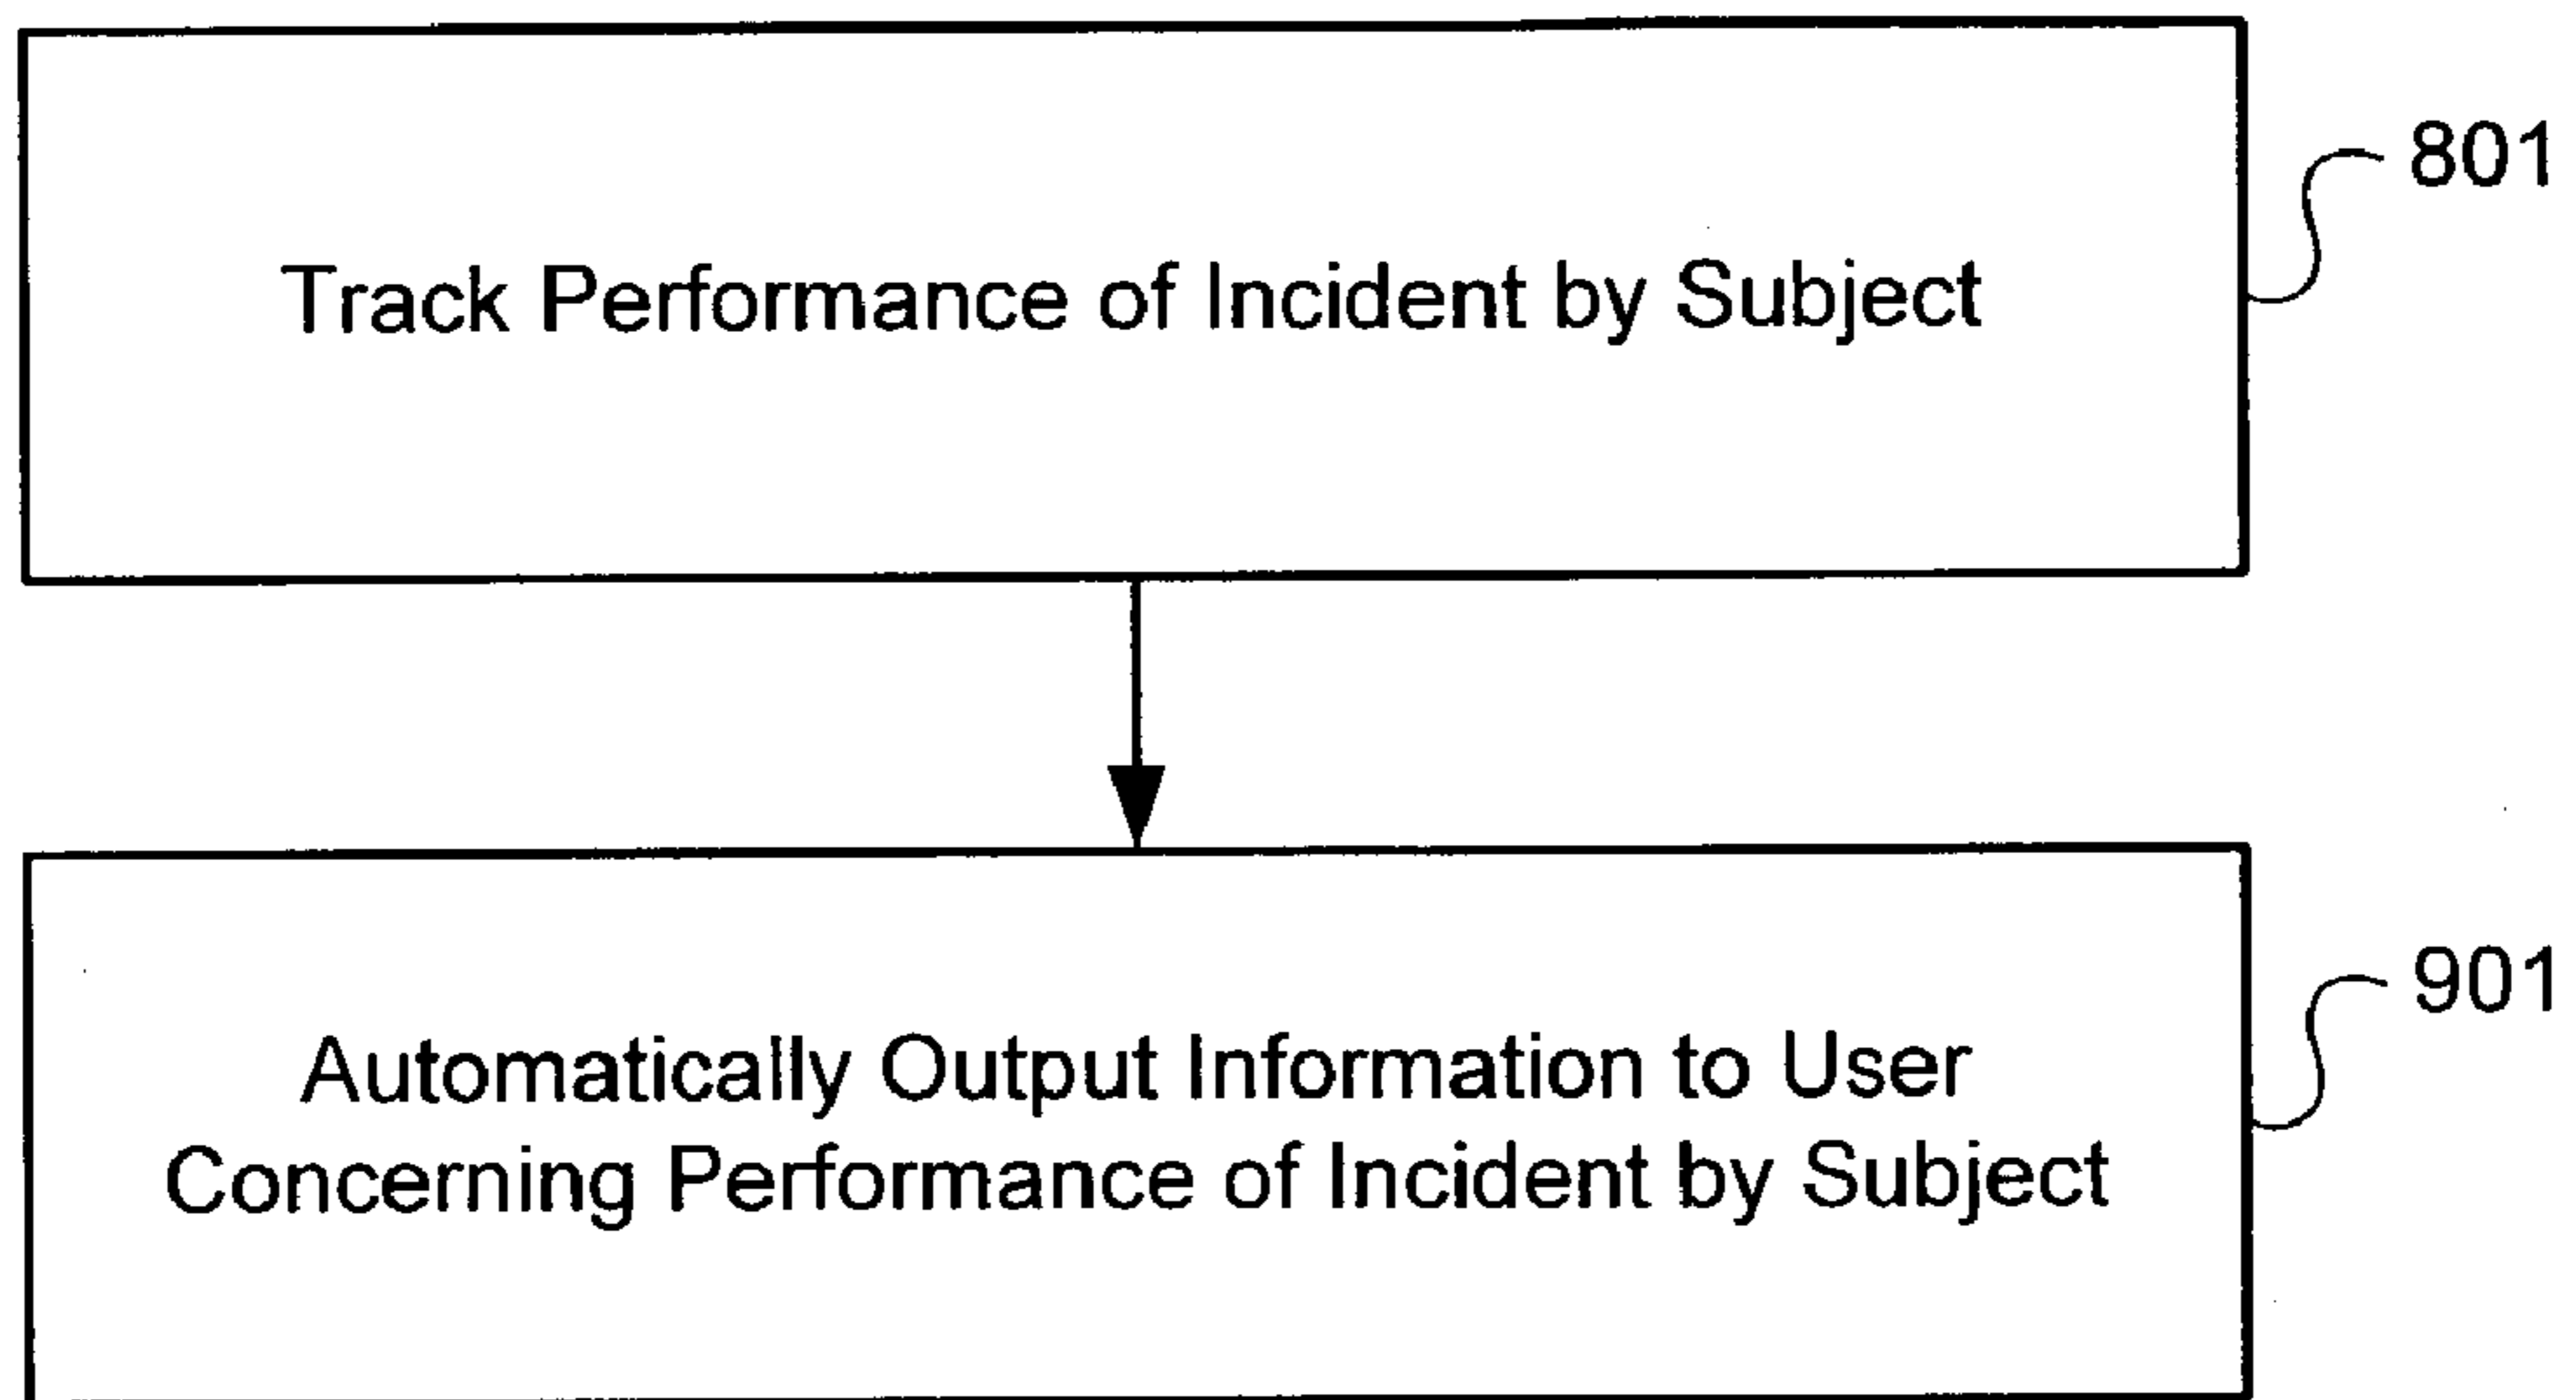 Track Performance of Incident by Subject
801
Automatically Output Information to User
Concerning Performance of Incident by Subject
901